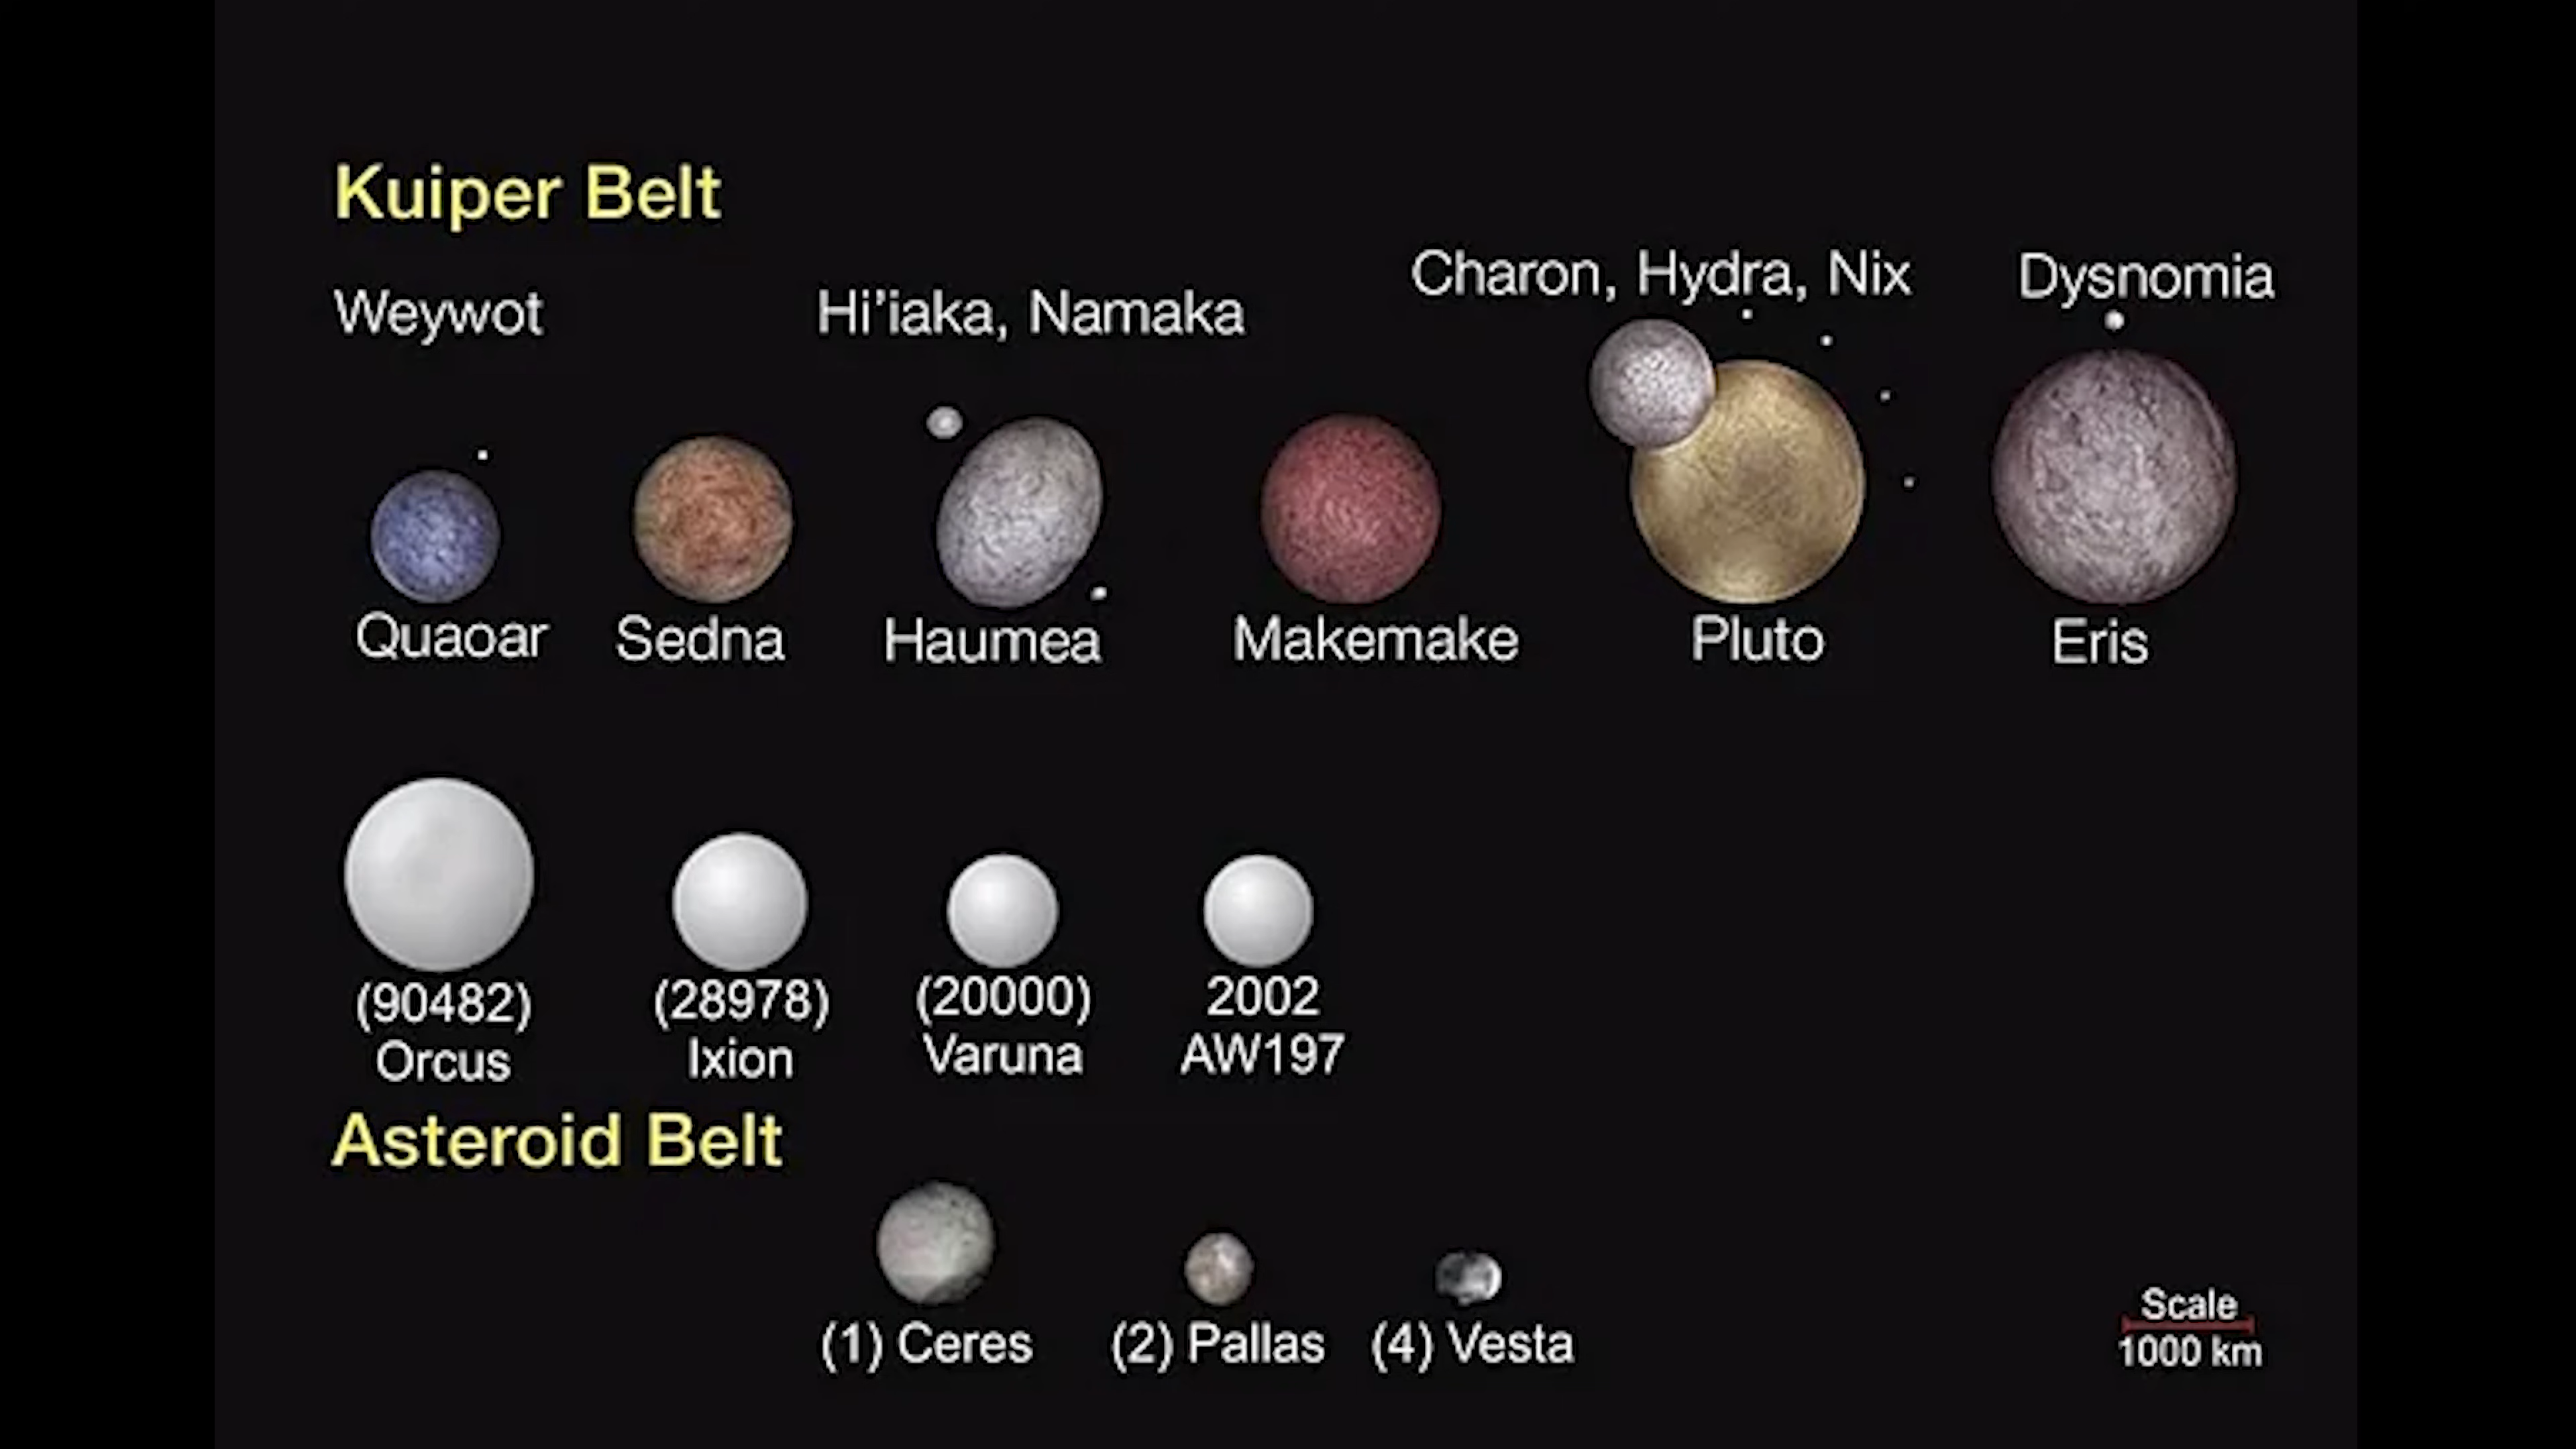 Kuiper Belt
Weywot
Hi'iaka, Namaka
Charon, Hydra, Nix
Dysnomia
Quaoar
Sedna
Haumea
Makemake
Pluto
Eris
(90482)
Orcus
(28978)
Ixion
(20000)
Varuna
2002
AW197
Asteroid Belt
(1) Ceres
(2) Pallas
(4) Vesta
Scale
1000 km